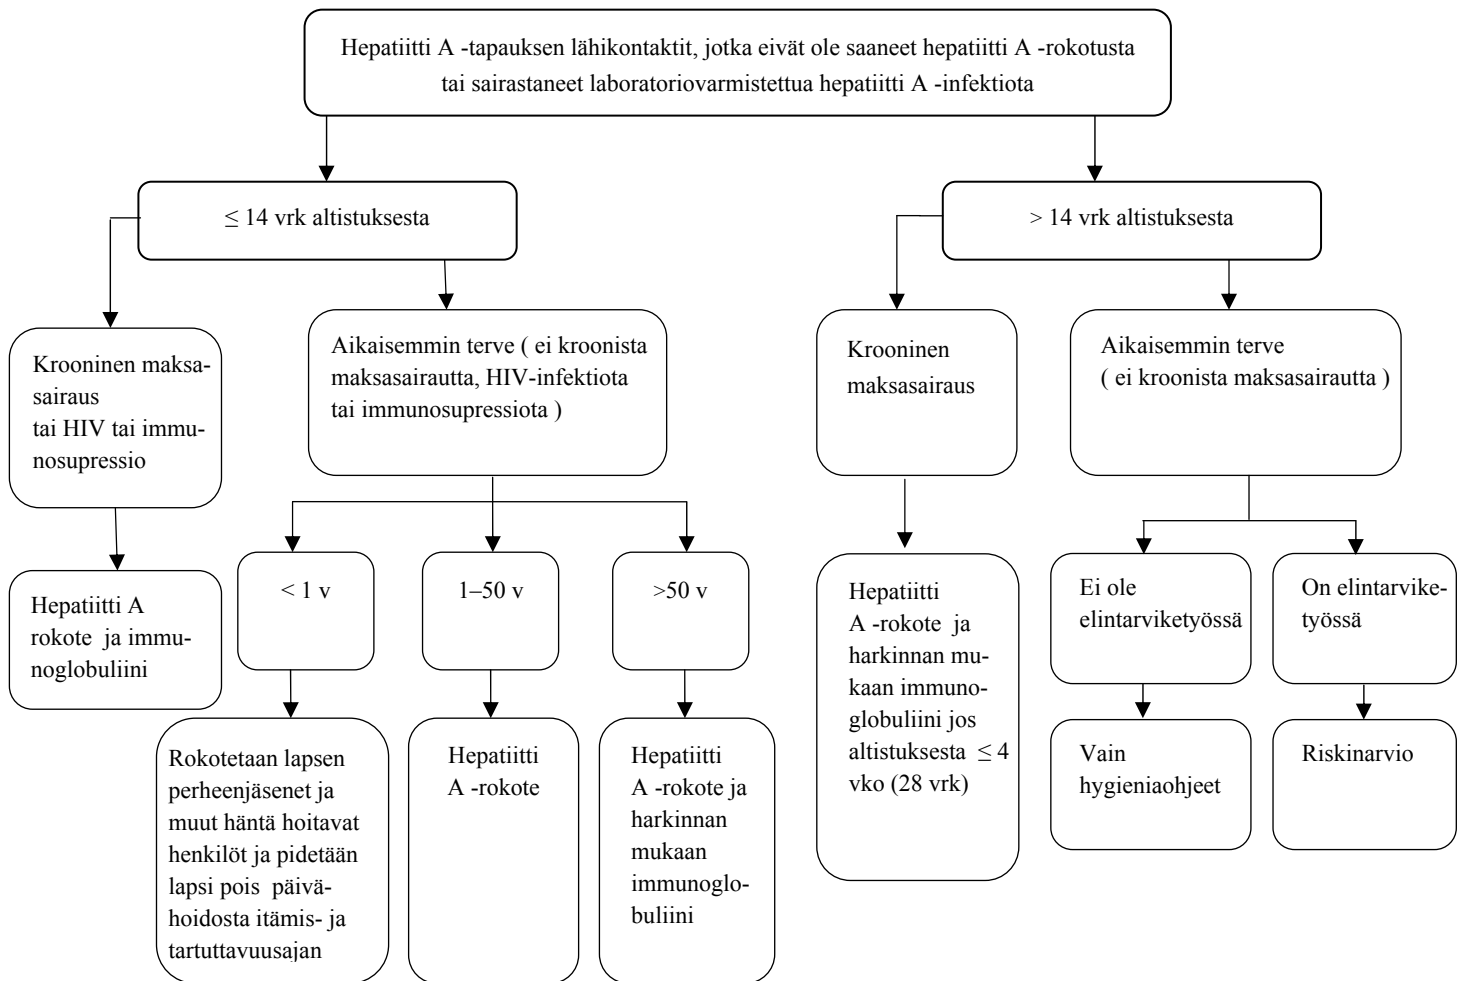 Hepatiitti A -tapauksen lähikontaktit, jotka eivät ole saaneet hepatiitti A -rokotusta
tai sairastaneet laboratoriovarmistettua hepatiitti A -infektiota
≤ 14 vrk altistuksesta
> 14 vrk altistuksesta
Krooninen maksa-
sairaus
tai HIV tai immu-
nosupressio
Aikaisemmin terve ( ei kroonista
maksasairautta, HIV-infektiota
tai immunosupressiota )
Krooninen
maksasairaus
Aikaisemmin terve
( ei kroonista maksasairautta )
Hepatiitti A
rokote ja immu-
noglobuliini
< 1 v
1–50 v
>50 v
Hepatiitti
A -rokote ja
harkinnan mu-
kaan immuno-
globuliini jos
altistuksesta ≤ 4
vko (28 vrk)
Ei ole
elintarviketyössä
On elintarvike-
työssä
Rokotetaan lapsen
perheenjäsenet ja
muut häntä hoitavat
henkilöt ja pidetään
lapsi pois päivä-
hoidosta itämis- ja
tartuttavuusajan
Hepatiitti
A -rokote
Hepatiitti
A -rokote ja
harkinnan
mukaan
immunoglo-
buliini
Vain
hygieniaohjeet
Riskinarvio